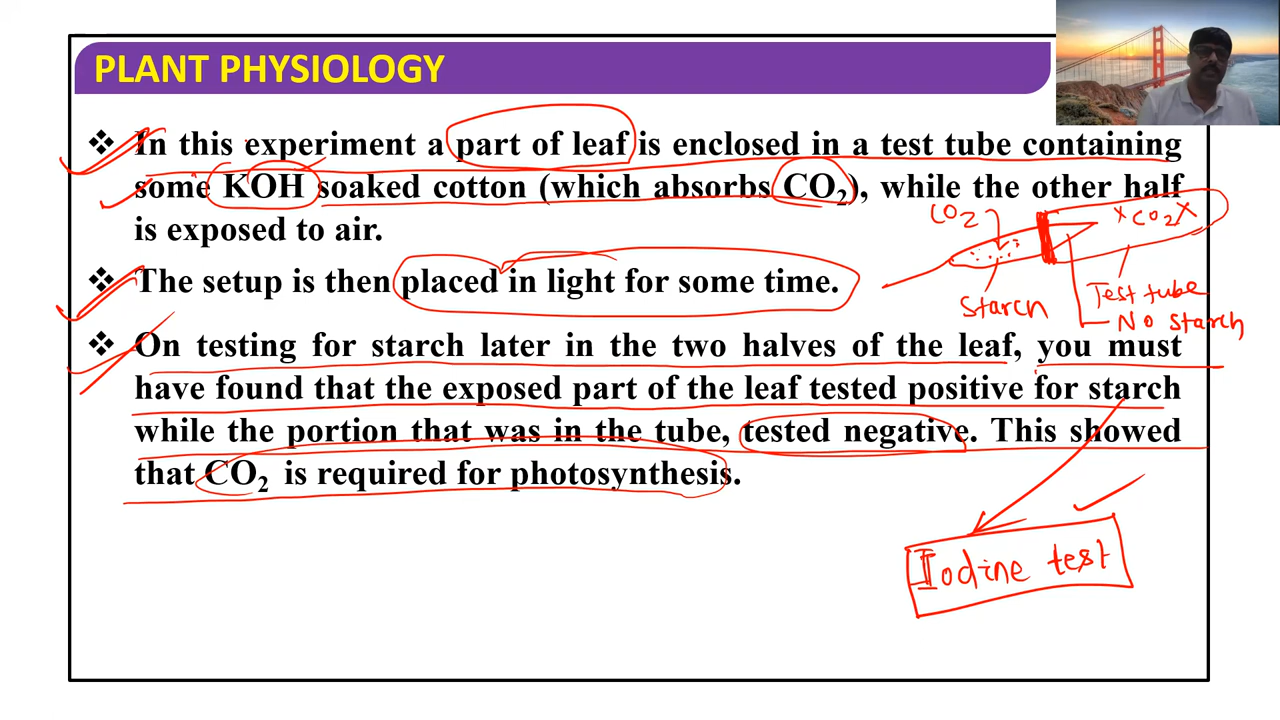 PLANT PHYSIOLOGY
❖ In this experiment a part of leaf is enclosed in a test tube containing
some KOH soaked cotton (which absorbs CO₂), while the other half
is exposed to air.
CO2
x CO2 x
❖ The setup is then placed in light for some time.
Starch
Test tube
No Starch
❖ On testing for starch later in the two halves of the leaf, you must
have found that the exposed part of the leaf tested positive for starch
while the portion that was in the tube, tested negative. This showed
that CO₂ is required for photosynthesis.
Iodine test